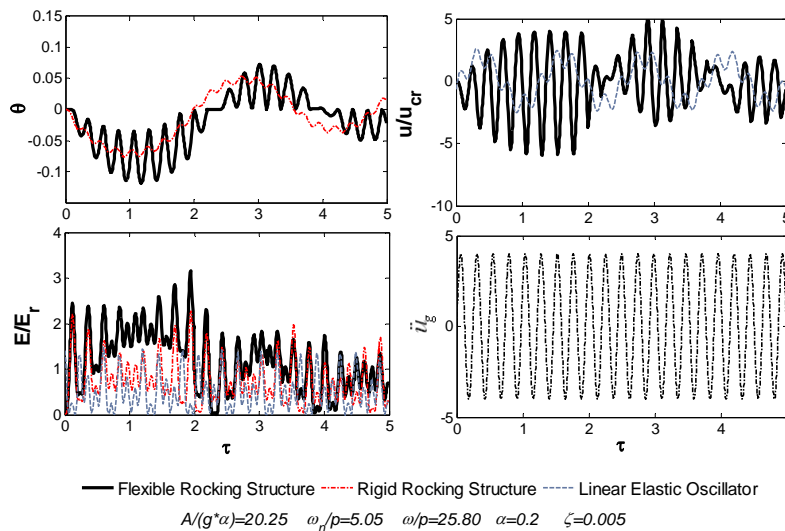 0.15
0.1
0.05
0
-0.05
-0.1
θ
0 1 2 3 4 5
5
0
-5
-10
u/u_cr
0 1 2 3 4 5
4
3
2
1
0
E/E_r
0 1 2 3 4 5
τ
5
0
-5
ü_g
0 1 2 3 4 5
τ
Flexible Rocking Structure Rigid Rocking Structure Linear Elastic Oscillator
A/(g*α)=20.25 ω_n/p=5.05 ω/p=25.80 α=0.2 ζ=0.005